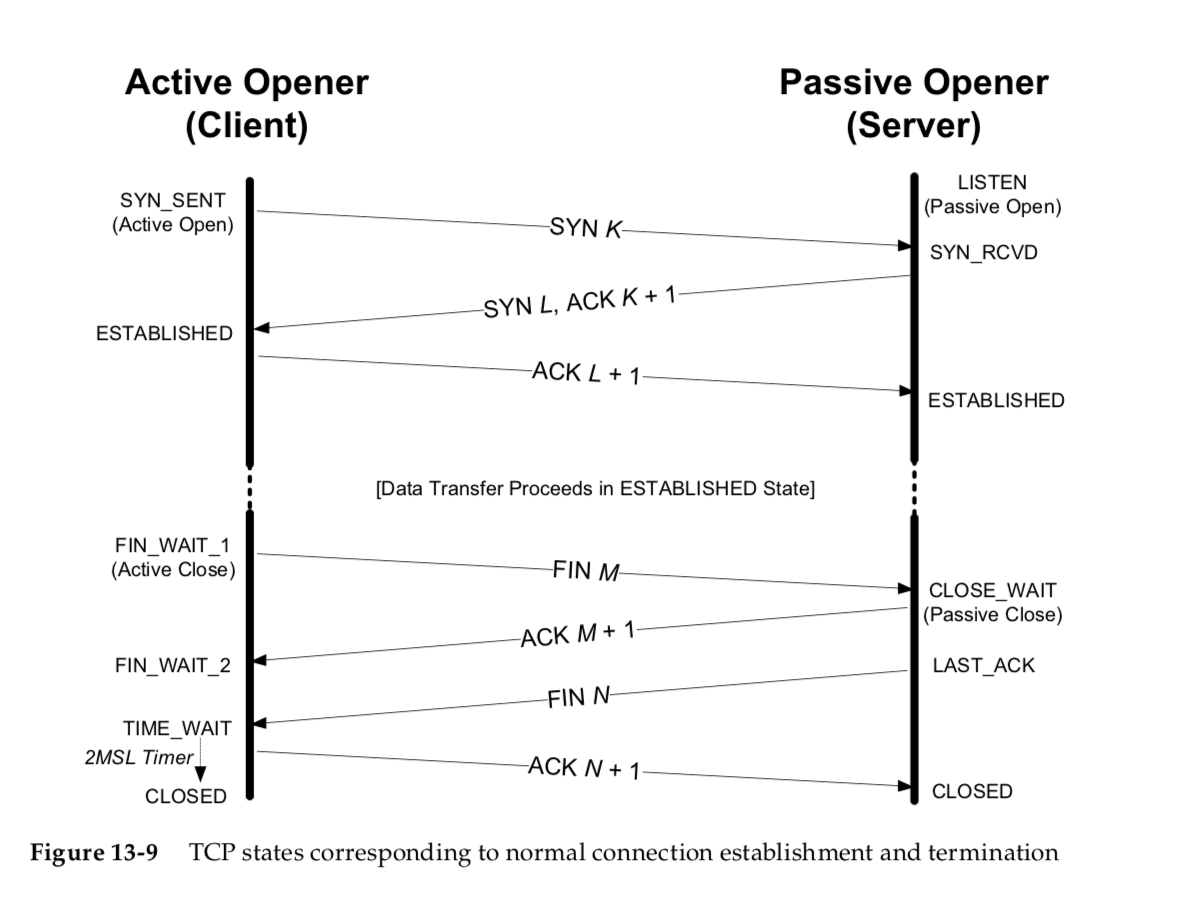 Active Opener
(Client)
Passive Opener
(Server)
SYN_SENT
(Active Open)
LISTEN
(Passive Open)
SYN K
SYN_RCVD
SYN L, ACK K + 1
ESTABLISHED
ACK L + 1
ESTABLISHED
[Data Transfer Proceeds in ESTABLISHED State]
FIN_WAIT_1
(Active Close)
FIN M
CLOSE_WAIT
(Passive Close)
ACK M + 1
FIN_WAIT_2
LAST_ACK
FIN N
TIME_WAIT
2MSL Timer
ACK N + 1
CLOSED
CLOSED
Figure 13-9 TCP states corresponding to normal connection establishment and termination